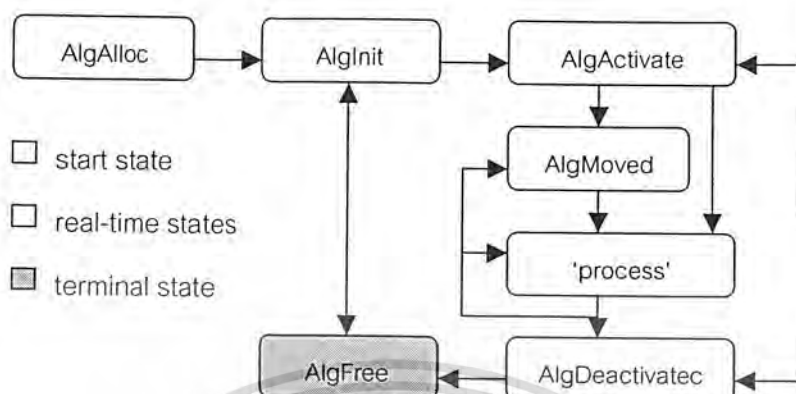 AlgAlloc
AlgInit
AlgActivate
start state
AlgMoved
real-time states
'process'
terminal state
AlgFree
AlgDeactivatec